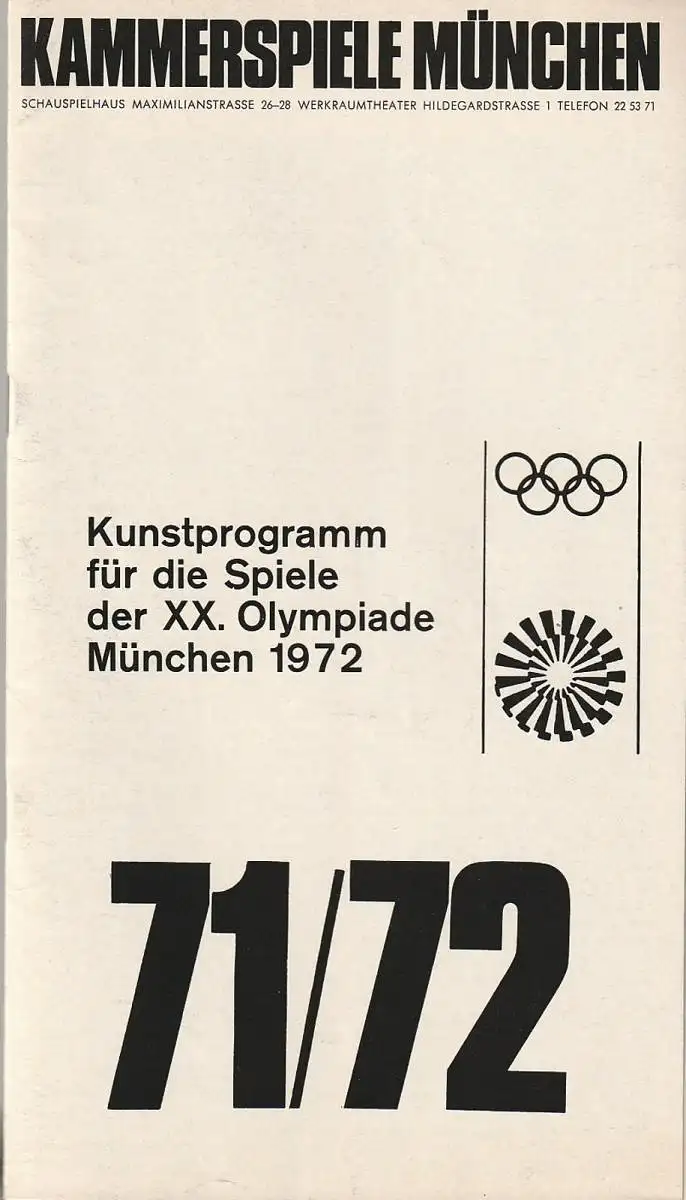 KAMMERSPIELE MÜNCHEN
SCHAUSPIELHAUS MAXIMILIANSTRASSE 26–28 WERKRAUMTHEATER HILDEGARDSTRASSE 1 TELEFON 22 53 71
Kunstprogramm
für die Spiele
der XX. Olympiade
München 1972
71/72